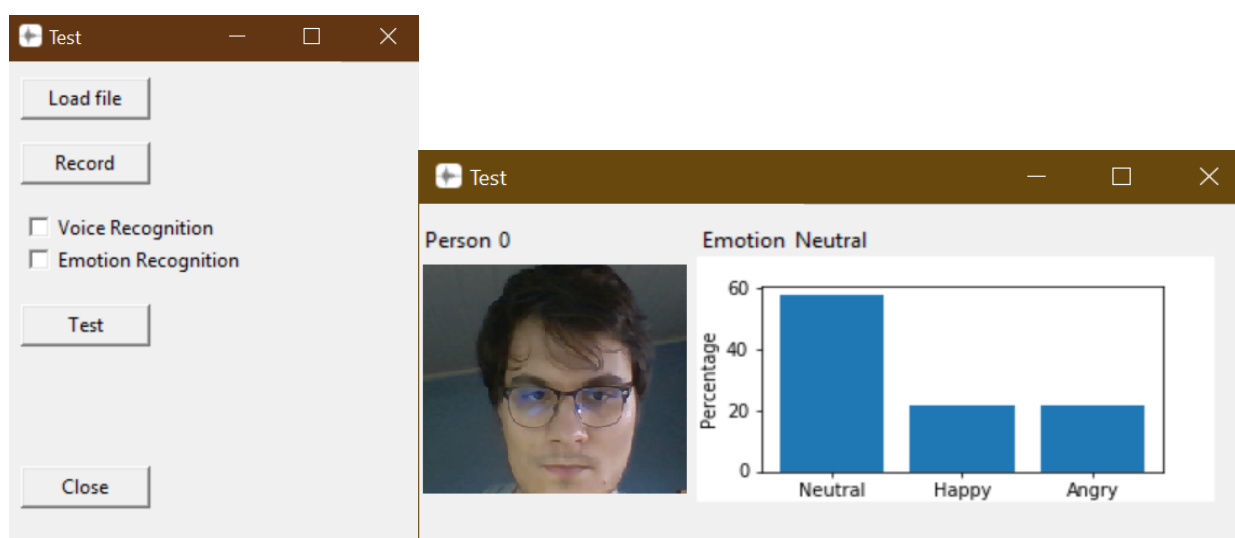 Test
Load file
Record
Voice Recognition
Emotion Recognition
Test
Close
Test
Person 0
Emotion Neutral
60
40
20
0
Percentage
Neutral Happy Angry